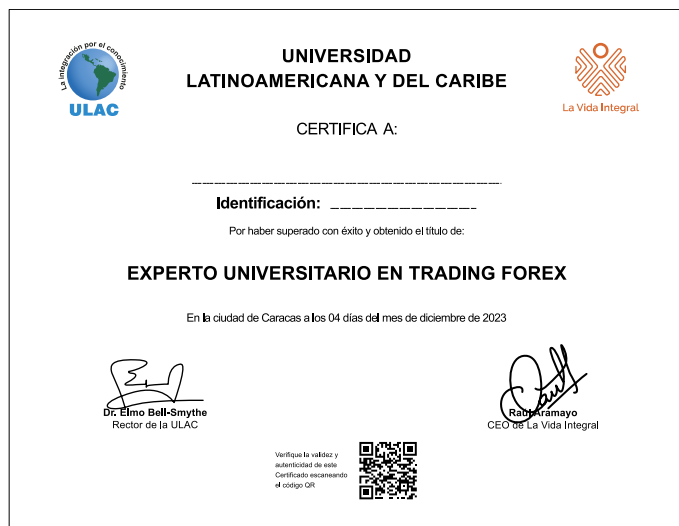 La integración por el conocimiento
ULAC
UNIVERSIDAD
LATINOAMERICANA Y DEL CARIBE
La Vida Integral
CERTIFICA A:
Identificación:
Por haber superado con éxito y obtenido el título de:
EXPERTO UNIVERSITARIO EN TRADING FOREX
En la ciudad de Caracas a los 04 días del mes de diciembre de 2023
Dr. Elmo Bell-Smythe
Rector de la ULAC
Raúl Aramayo
CEO de La Vida Integral
Verifique la validez y
autenticidad de este
Certificado escaneando
el código QR